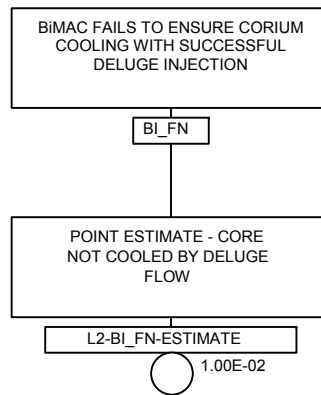 BiMAC FAILS TO ENSURE CORIUM
COOLING WITH SUCCESSFUL
DELUGE INJECTION
BI_FN
POINT ESTIMATE - CORE
NOT COOLED BY DELUGE
FLOW
L2-BI_FN-ESTIMATE
1.00E-02